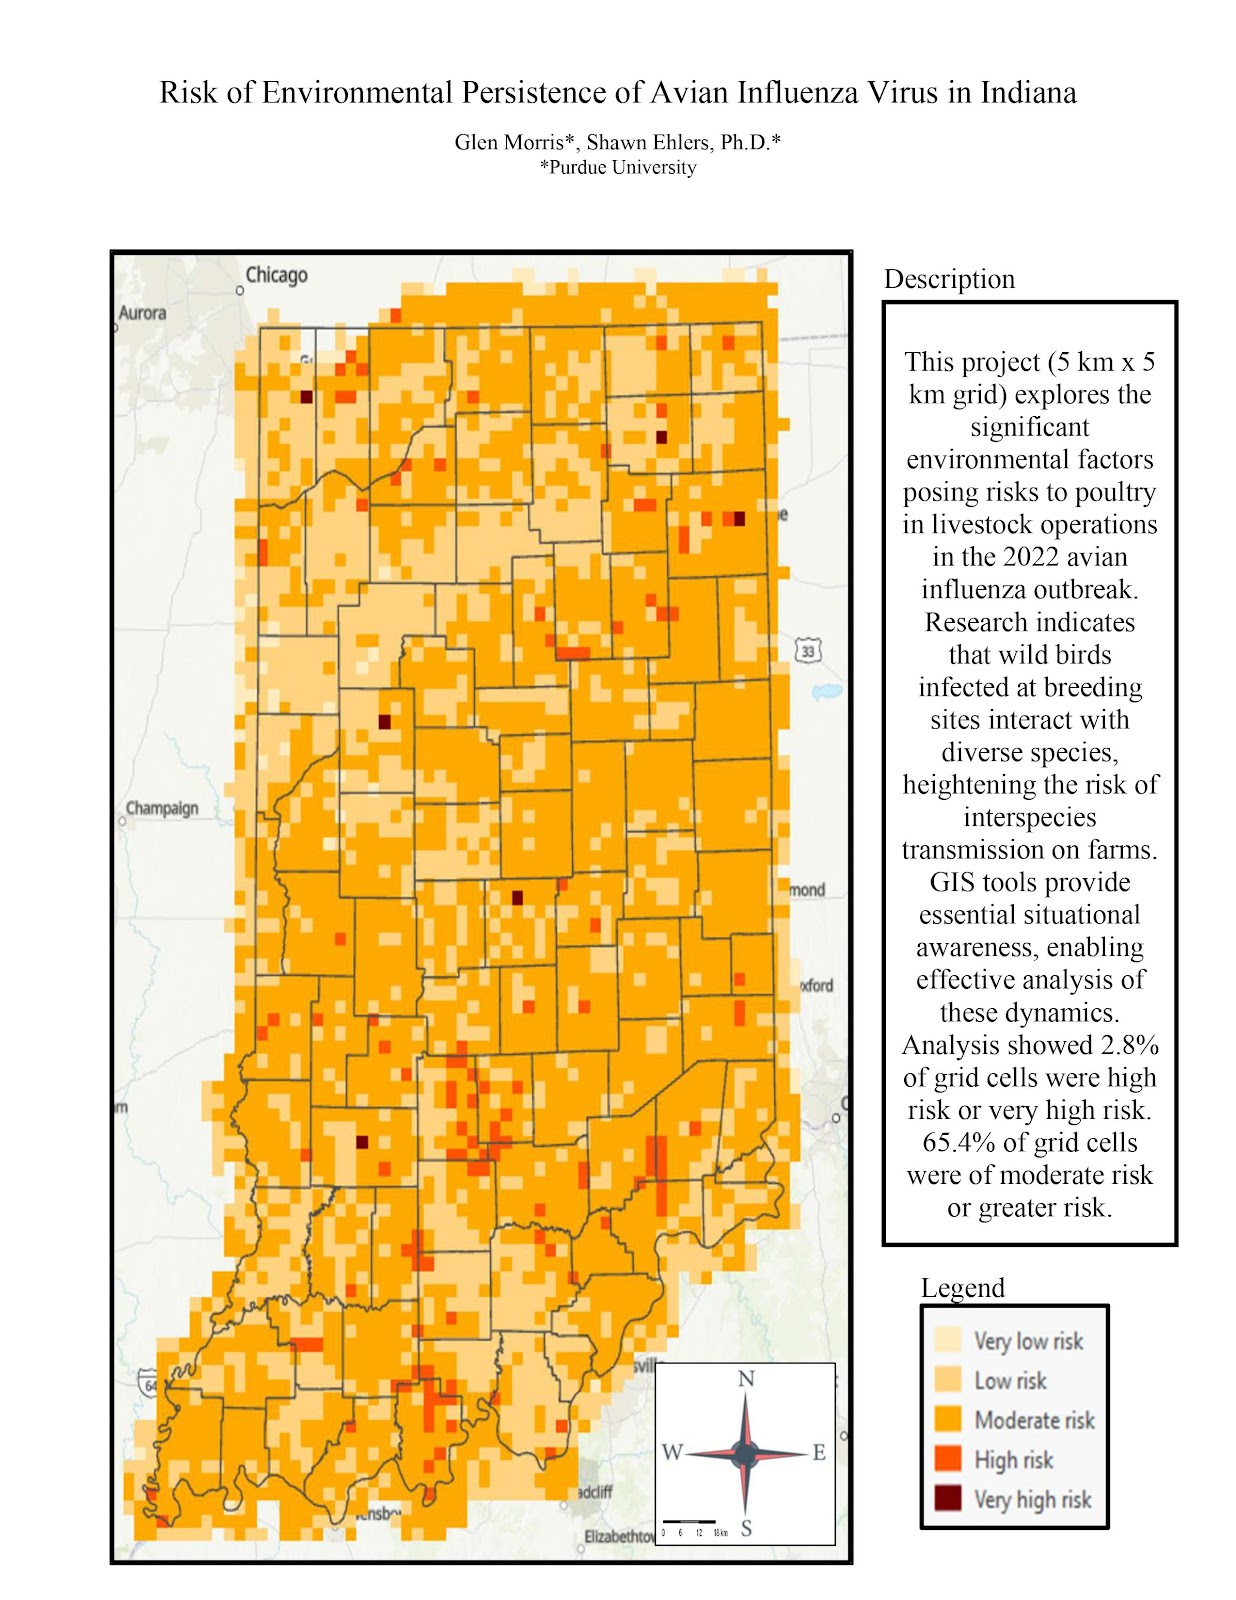 Risk of Environmental Persistence of Avian Influenza Virus in Indiana
Glen Morris*, Shawn Ehlers, Ph.D.*
*Purdue University
Chicago
Aurora
33
Champaign
mond
xford
64
svill
adcliff
Elizabethtow
N
W
E
S
0 6 12 18 km
Description
This project (5 km x 5
km grid) explores the
significant
environmental factors
posing risks to poultry
in livestock operations
in the 2022 avian
influenza outbreak.
Research indicates
that wild birds
infected at breeding
sites interact with
diverse species,
heightening the risk of
interspecies
transmission on farms.
GIS tools provide
essential situational
awareness, enabling
effective analysis of
these dynamics.
Analysis showed 2.8%
of grid cells were high
risk or very high risk.
65.4% of grid cells
were of moderate risk
or greater risk.
Legend
Very low risk
Low risk
Moderate risk
High risk
Very high risk